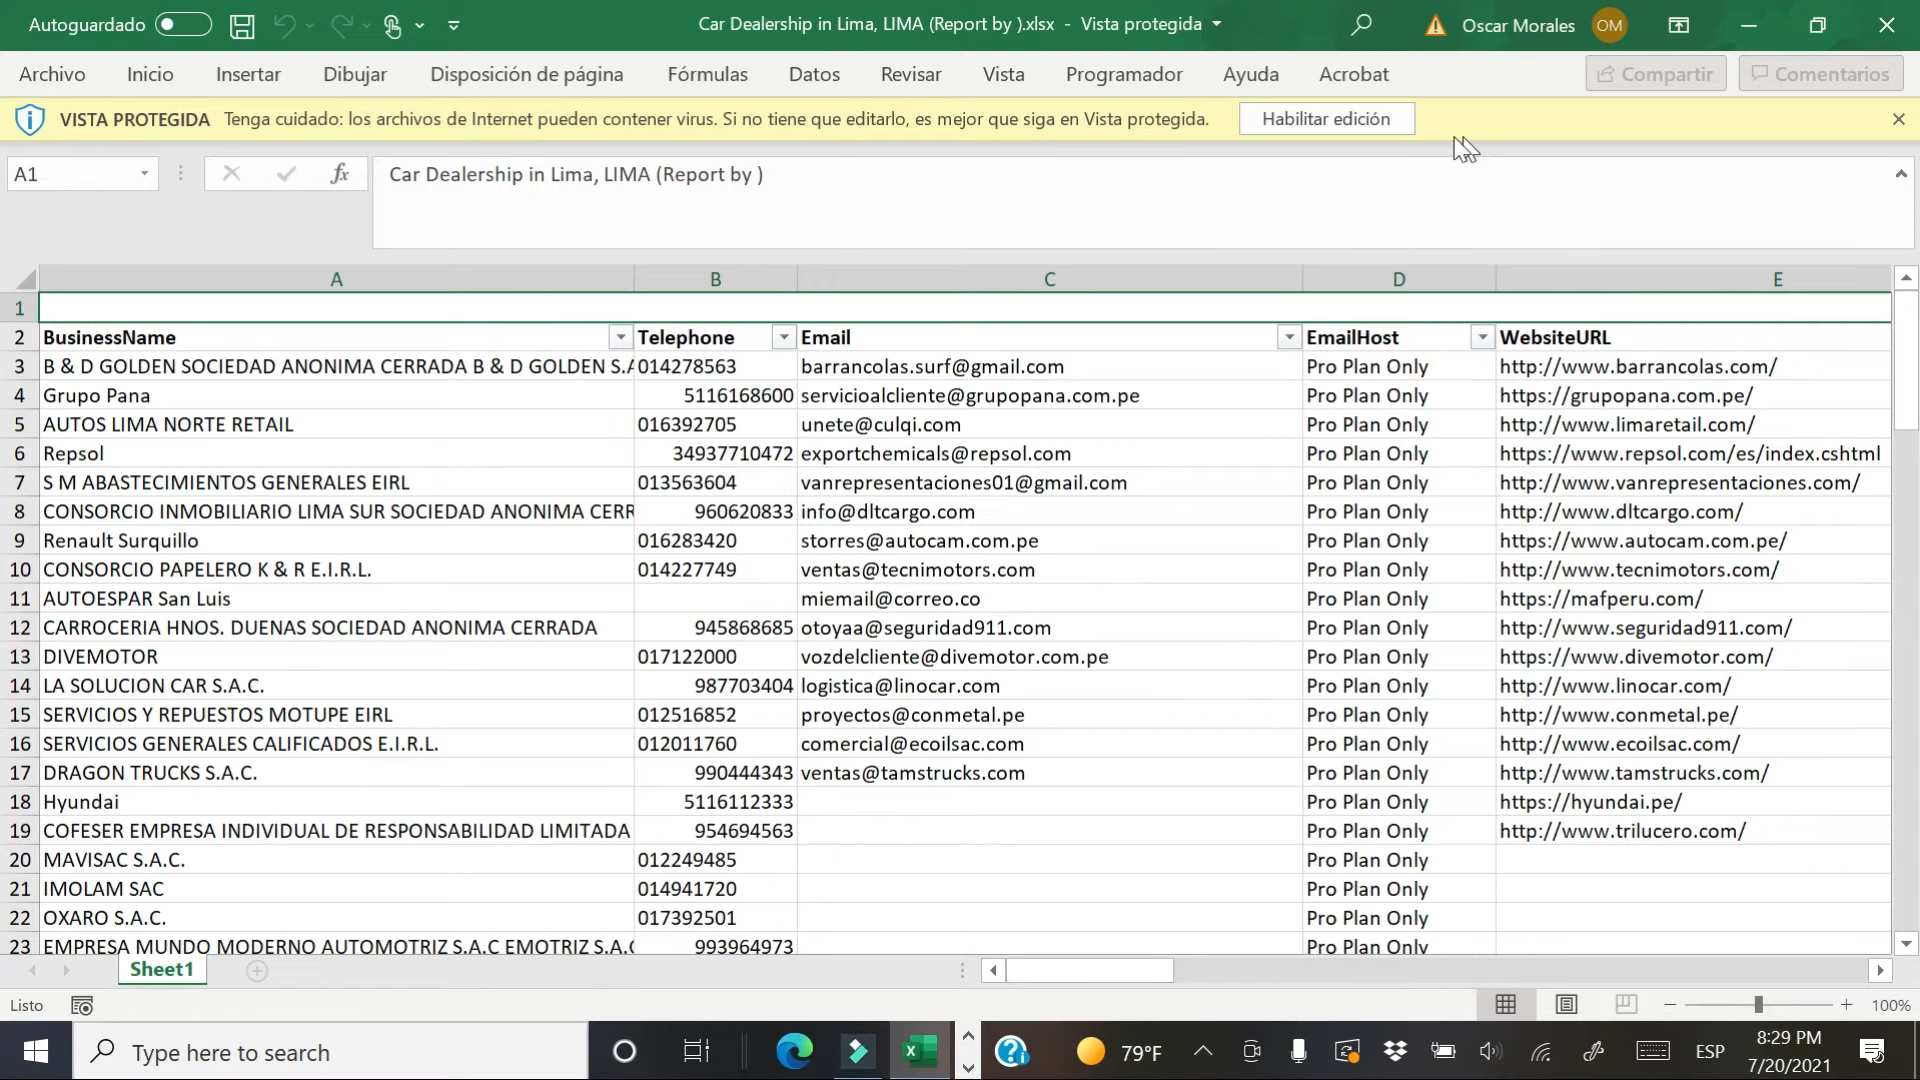 Autoguardado
Car Dealership in Lima, LIMA (Report by ).xlsx - Vista protegida
Oscar Morales OM
Archivo Inicio Insertar Dibujar Disposición de página Fórmulas Datos Revisar Vista Programador Ayuda Acrobat Compartir Comentarios
VISTA PROTEGIDA Tenga cuidado: los archivos de Internet pueden contener virus. Si no tiene que editarlo, es mejor que siga en Vista protegida. Habilitar edición
A1 fx Car Dealership in Lima, LIMA (Report by )
A B C D E
1
2 BusinessName Telephone Email EmailHost WebsiteURL
3 B & D GOLDEN SOCIEDAD ANONIMA CERRADA B & D GOLDEN S.A 014278563 barrancolas.surf@gmail.com Pro Plan Only http://www.barrancolas.com/
4 Grupo Pana 5116168600 servicioalcliente@grupopana.com.pe Pro Plan Only https://grupopana.com.pe/
5 AUTOS LIMA NORTE RETAIL 016392705 unete@culqi.com Pro Plan Only http://www.limaretail.com/
6 Repsol 34937710472 exportchemicals@repsol.com Pro Plan Only https://www.repsol.com/es/index.cshtml
7 S M ABASTECIMIENTOS GENERALES EIRL 013563604 vanrepresentaciones01@gmail.com Pro Plan Only http://www.vanrepresentaciones.com/
8 CONSORCIO INMOBILIARIO LIMA SUR SOCIEDAD ANONIMA CERR 960620833 info@dltcargo.com Pro Plan Only http://www.dltcargo.com/
9 Renault Surquillo 016283420 storres@autocam.com.pe Pro Plan Only https://www.autocam.com.pe/
10 CONSORCIO PAPELERO K & R E.I.R.L. 014227749 ventas@tecnimotors.com Pro Plan Only http://www.tecnimotors.com/
11 AUTOESPAR San Luis miemail@correo.co Pro Plan Only https://mafperu.com/
12 CARROCERIA HNOS. DUENAS SOCIEDAD ANONIMA CERRADA 945868685 otoyaa@seguridad911.com Pro Plan Only http://www.seguridad911.com/
13 DIVEMOTOR 017122000 vozdelcliente@divemotor.com.pe Pro Plan Only https://www.divemotor.com/
14 LA SOLUCION CAR S.A.C. 987703404 logistica@linocar.com Pro Plan Only http://www.linocar.com/
15 SERVICIOS Y REPUESTOS MOTUPE EIRL 012516852 proyectos@conmetal.pe Pro Plan Only http://www.conmetal.pe/
16 SERVICIOS GENERALES CALIFICADOS E.I.R.L. 012011760 comercial@ecoilsac.com Pro Plan Only http://www.ecoilsac.com/
17 DRAGON TRUCKS S.A.C. 990444343 ventas@tamstrucks.com Pro Plan Only http://www.tamstrucks.com/
18 Hyundai 5116112333 Pro Plan Only https://hyundai.pe/
19 COFESER EMPRESA INDIVIDUAL DE RESPONSABILIDAD LIMITADA 954694563 Pro Plan Only http://www.trilucero.com/
20 MAVISAC S.A.C. 012249485 Pro Plan Only
21 IMOLAM SAC 014941720 Pro Plan Only
22 OXARO S.A.C. 017392501 Pro Plan Only
23 EMPRESA MUNDO MODERNO AUTOMOTRIZ S.A.C EMOTRIZ S.A.C 993964973 Pro Plan Only
Sheet1
Listo 100%
Type here to search 79°F ESP 8:29 PM
7/20/2021